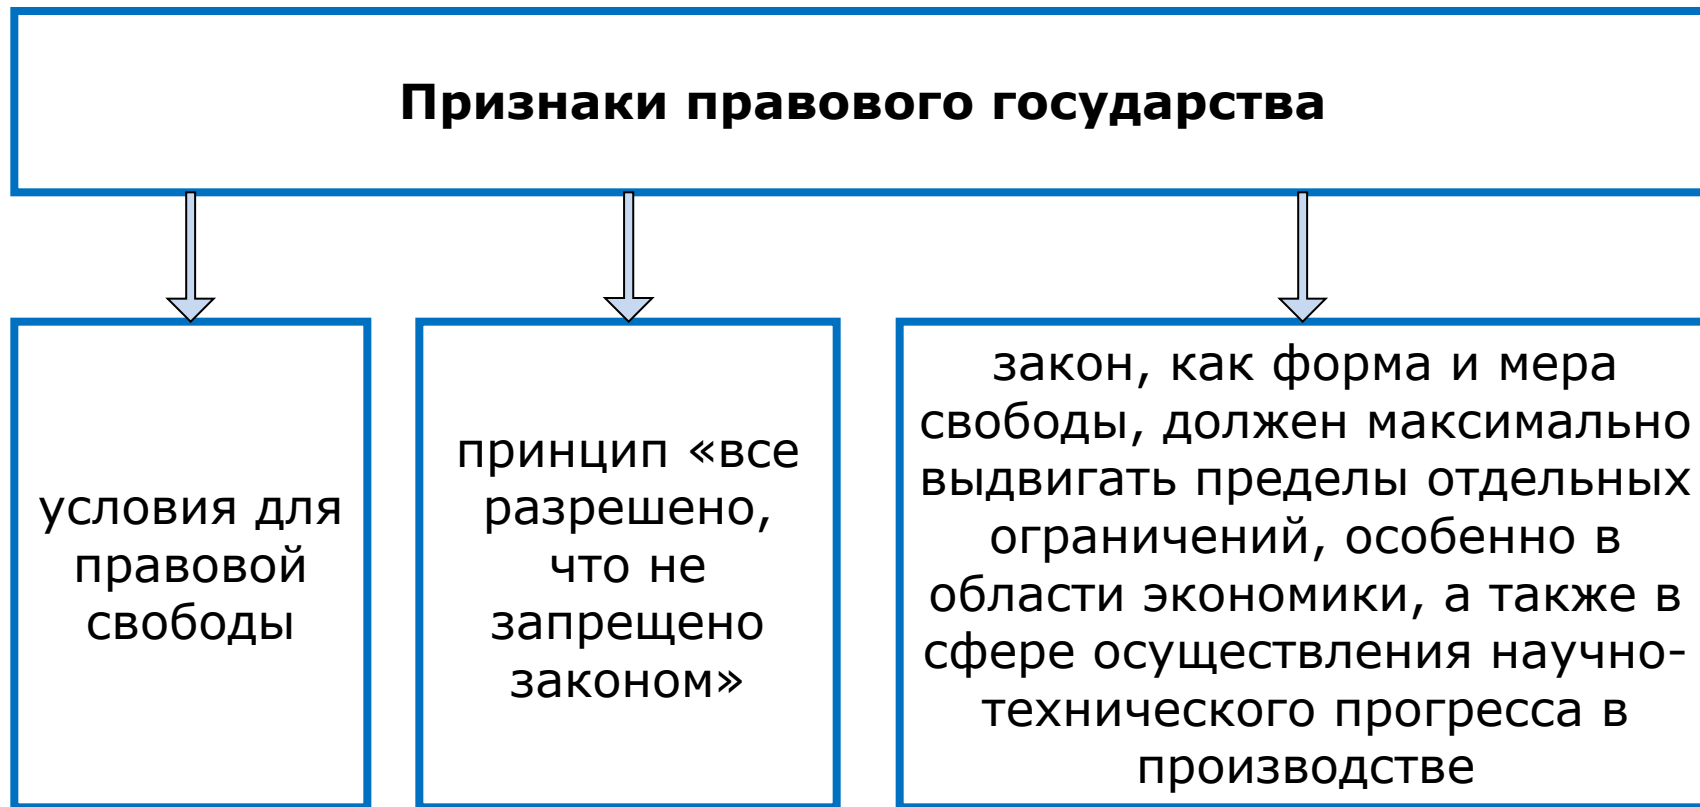 Признаки правового государства
условия для
правовой
свободы
принцип «все
разрешено,
что не
запрещено
законом»
закон, как форма и мера
свободы, должен максимально
выдвигать пределы отдельных
ограничений, особенно в
области экономики, а также в
сфере осуществления научно-
технического прогресса в
производстве